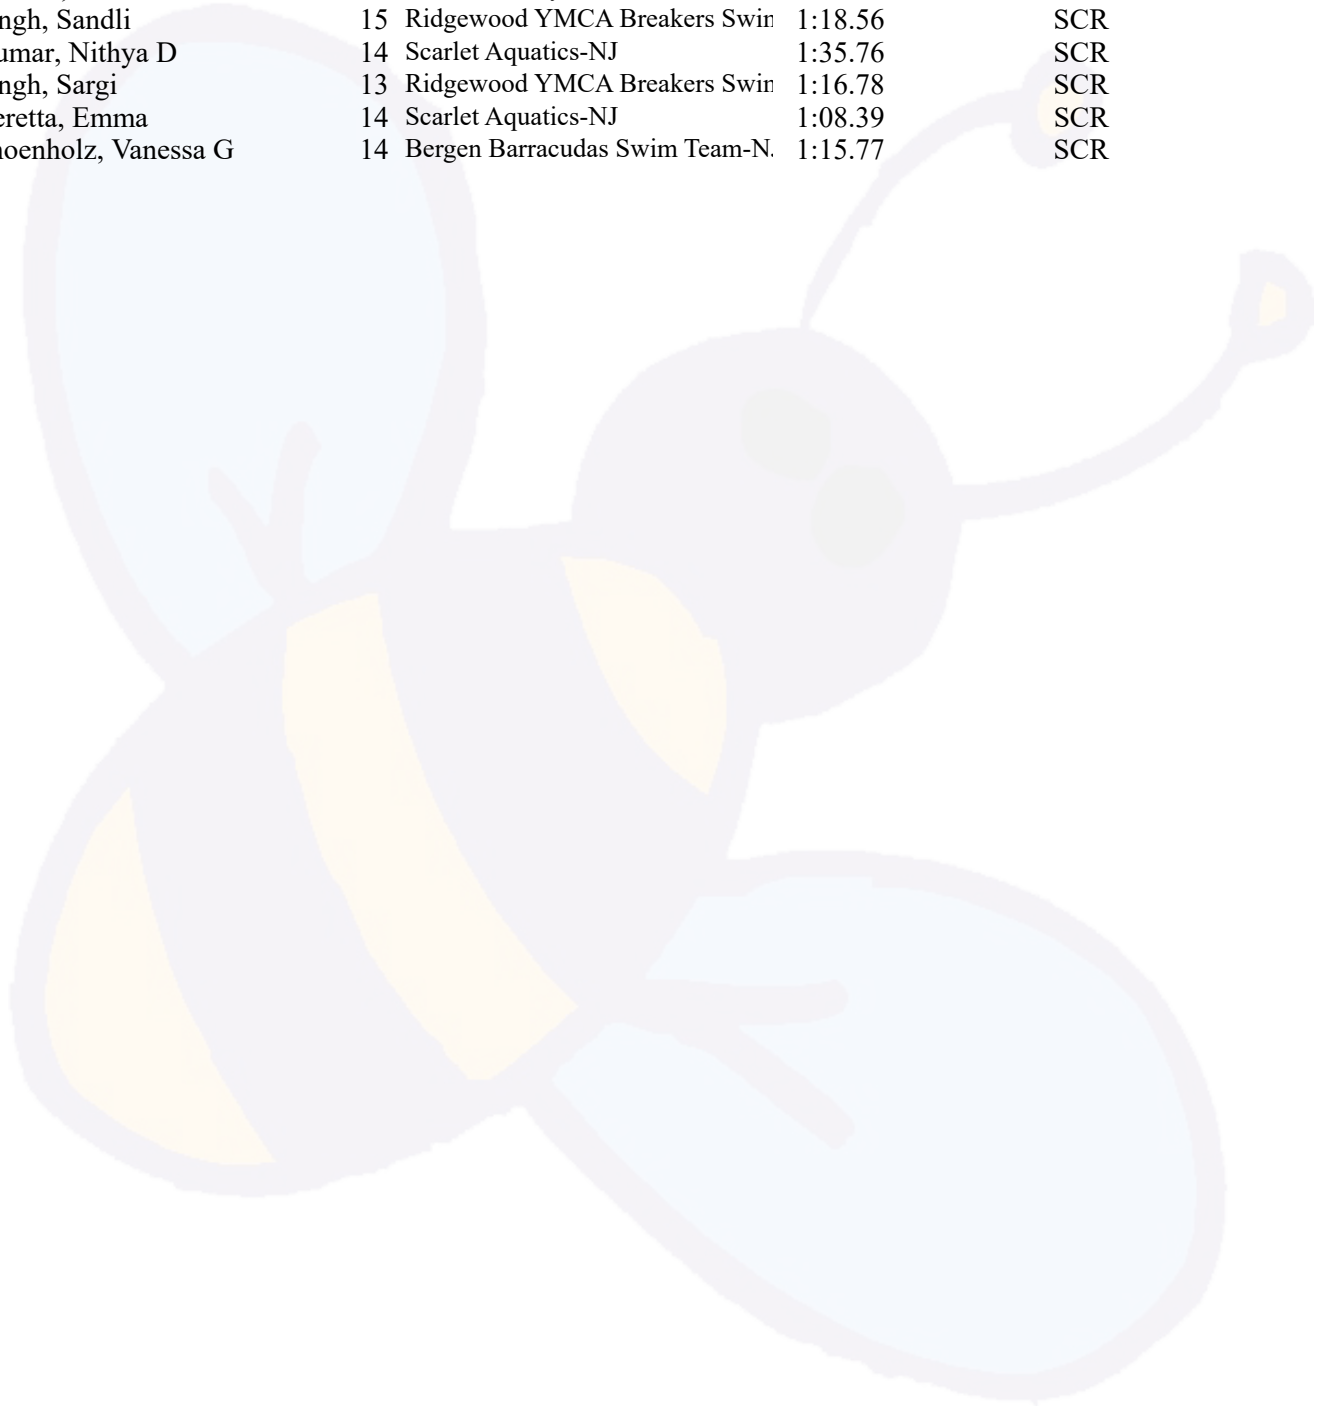 ngh, Sandli 15 Ridgewood YMCA Breakers Swin 1:18.56 SCR
umar, Nithya D 14 Scarlet Aquatics-NJ 1:35.76 SCR
ngh, Sargi 13 Ridgewood YMCA Breakers Swin 1:16.78 SCR
eretta, Emma 14 Scarlet Aquatics-NJ 1:08.39 SCR
hoenholz, Vanessa G 14 Bergen Barracudas Swim Team-N. 1:15.77 SCR